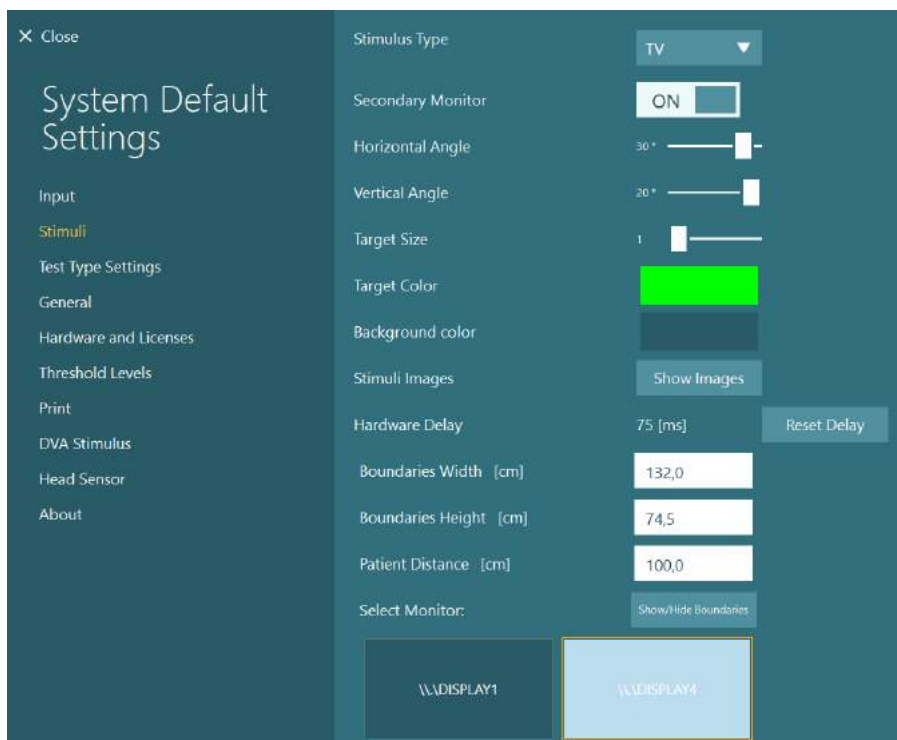 Close
System Default
Settings
Input
Stimuli
Test Type Settings
General
Hardware and Licenses
Threshold Levels
Print
DVA Stimulus
Head Sensor
About
Stimulus Type TV
Secondary Monitor ON
Horizontal Angle 30 °
Vertical Angle 20 °
Target Size 1
Target Color
Background color
Stimuli Images Show Images
Hardware Delay 75 [ms] Reset Delay
Boundaries Width [cm] 132,0
Boundaries Height [cm] 74,5
Patient Distance [cm] 100,0
Select Monitor: Show/Hide Boundaries
\\.\DISPLAY1 \\.\DISPLAY4